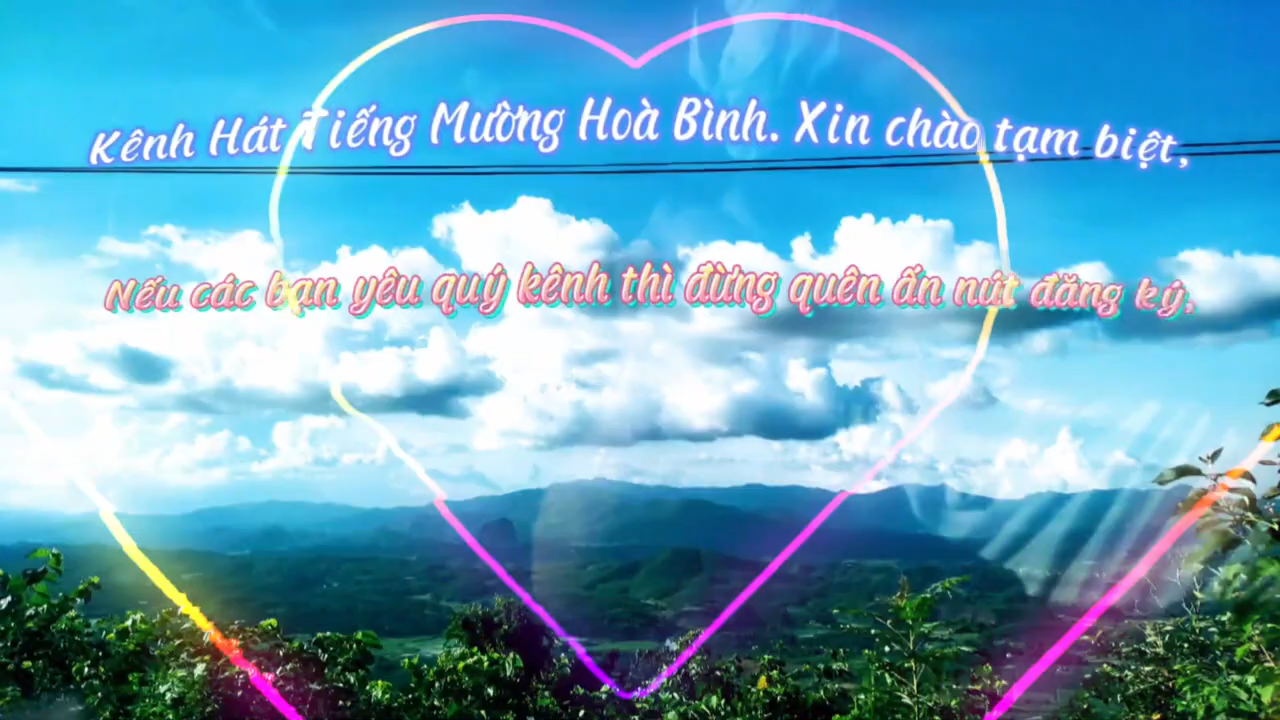 Kênh Hát Tiếng Mường Hoà Bình. Xin chào tạm biệt,
Nếu các bạn yêu quý kênh thì đừng quên ấn nút đăng ký.